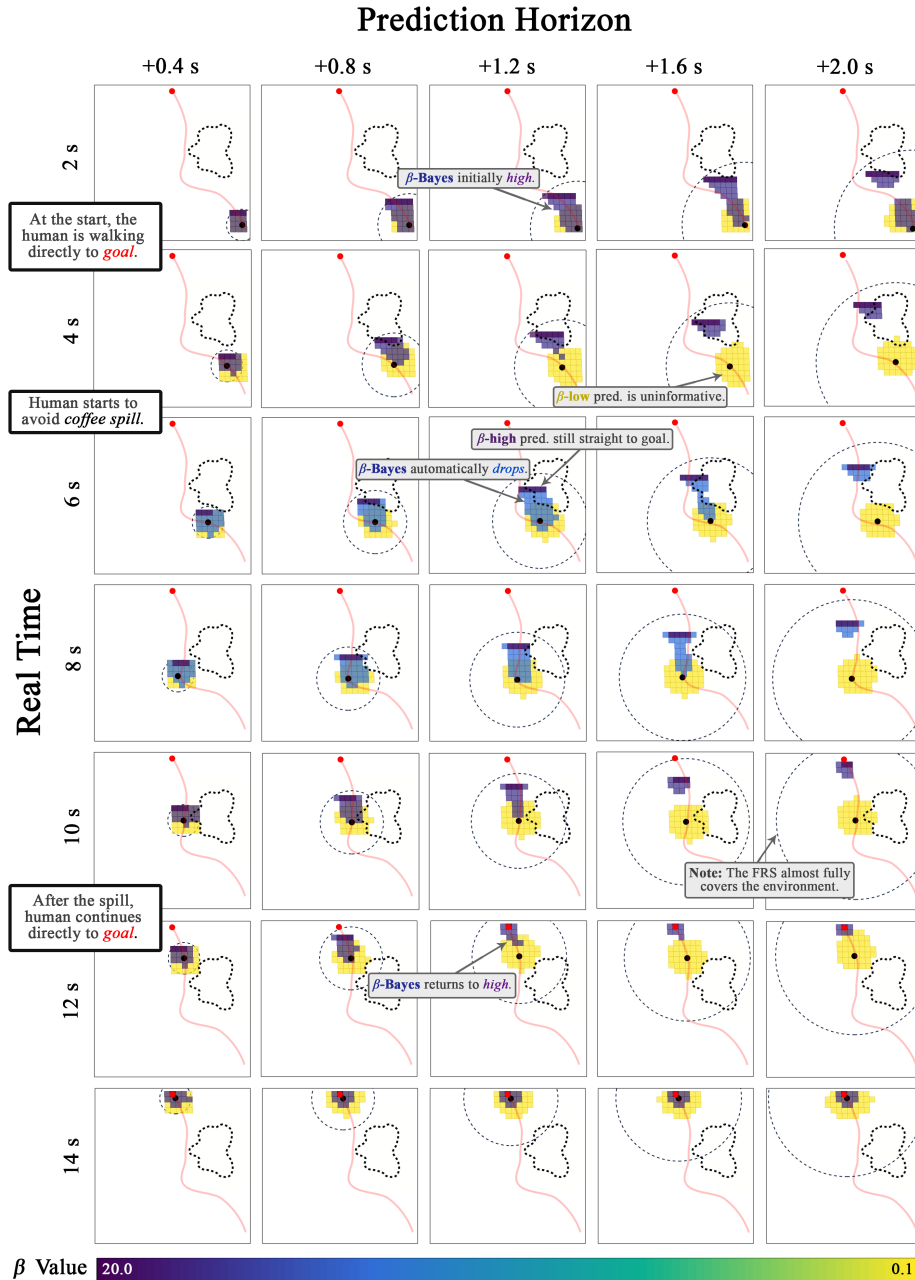 Prediction Horizon
+0.4 s
+0.8 s
+1.2 s
+1.6 s
+2.0 s
Real Time
2 s
β-Bayes initially high.
At the start, the
human is walking
directly to goal.
4 s
β-low pred. is uninformative.
Human starts to
avoid coffee spill.
6 s
β-high pred. still straight to goal.
β-Bayes automatically drops.
8 s
10 s
Note: The FRS almost fully
covers the environment.
After the spill,
human continues
directly to goal.
12 s
β-Bayes returns to high.
14 s
β Value
20.0
0.1